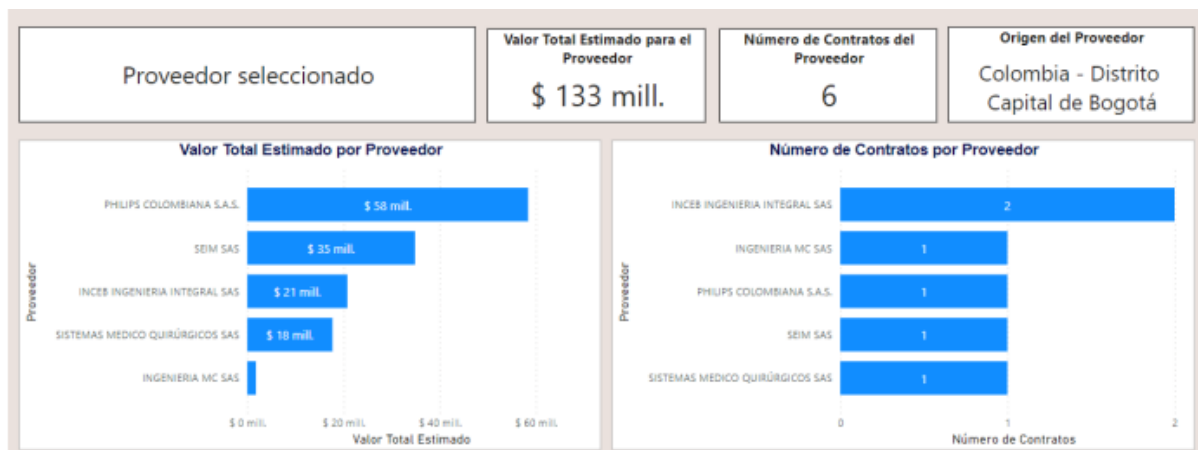 Proveedor seleccionado
Valor Total Estimado para el
Proveedor
$ 133 mill.
Número de Contratos del
Proveedor
6
Origen del Proveedor
Colombia - Distrito
Capital de Bogotá
Valor Total Estimado por Proveedor
Proveedor
PHILIPS COLOMBIANA S.A.S.
$ 58 mill.
SEIM SAS
$ 35 mill.
INCEB INGENIERIA INTEGRAL SAS
$ 21 mill.
SISTEMAS MEDICO QUIRÚRGICOS SAS
$ 18 mill.
INGENIERIA MC SAS
$ 0 mill.
$ 20 mill.
$ 40 mill.
$ 60 mill.
Valor Total Estimado
Número de Contratos por Proveedor
Proveedor
INCEB INGENIERIA INTEGRAL SAS
2
INGENIERIA MC SAS
1
PHILIPS COLOMBIANA S.A.S.
1
SEIM SAS
1
SISTEMAS MEDICO QUIRÚRGICOS SAS
1
0
1
2
Número de Contratos